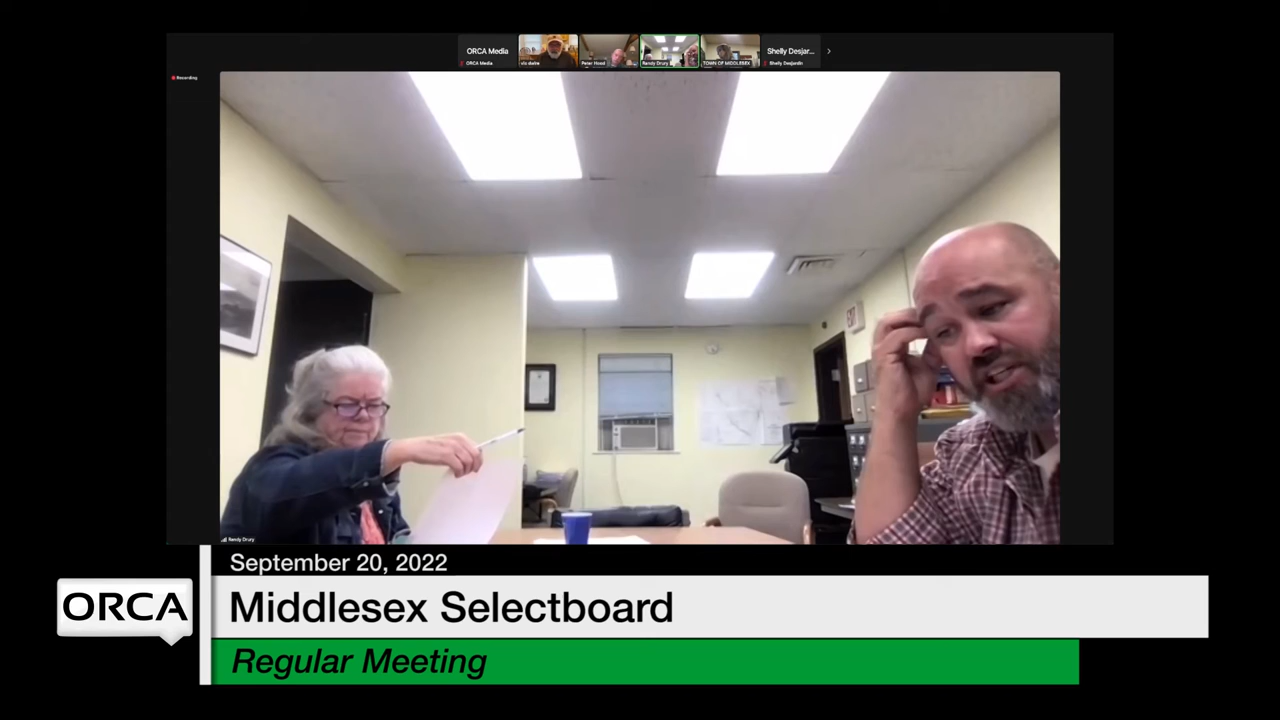 ORCA Media
Shelly Desjar...
ORCA Media
Peter Hood
Randy Drury
TOWN OF MIDDLESEX
Shelly Desjardin
Recording
Randy Drury
September 20, 2022
ORCA
Middlesex Selectboard
Regular Meeting